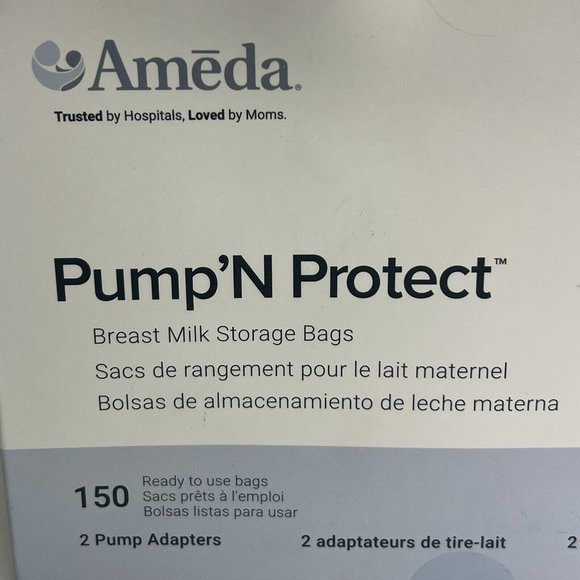 Amēda.
Trusted by Hospitals, Loved by Moms.
Pump'N Protect™
Breast Milk Storage Bags
Sacs de rangement pour le lait maternel
Bolsas de almacenamiento de leche materna
150
Ready to use bags
Sacs prêts à l'emploi
Bolsas listas para usar
2 Pump Adapters
2 adaptateurs de tire-lait
2